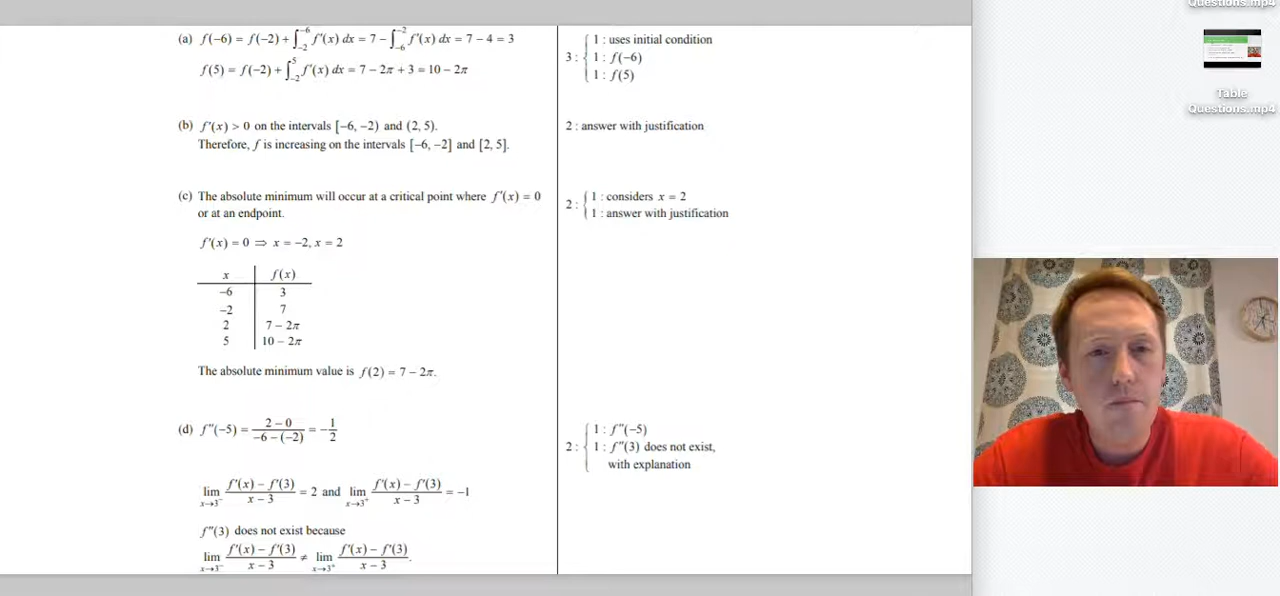 Questions.mp4
(a) f(−6) = f(−2) + ∫₋₂⁻⁶ f′(x) dx = 7 − ∫₋₆⁻² f′(x) dx = 7 − 4 = 3
f(5) = f(−2) + ∫₋₂⁵ f′(x) dx = 7 − 2π + 3 = 10 − 2π
3 : { 1 : uses initial condition
1 : f(−6)
1 : f(5)
(b) f′(x) > 0 on the intervals [−6, −2) and (2, 5).
Therefore, f is increasing on the intervals [−6, −2] and [2, 5].
2 : answer with justification
(c) The absolute minimum will occur at a critical point where f′(x) = 0
or at an endpoint.
f′(x) = 0 ⇒ x = −2, x = 2
2 : { 1 : considers x = 2
1 : answer with justification
x f(x)
−6 3
−2 7
2 7 − 2π
5 10 − 2π
The absolute minimum value is f(2) = 7 − 2π.
(d) f″(−5) = (2 − 0)/(−6 − (−2)) = −1/2
2 : { 1 : f″(−5)
1 : f″(3) does not exist,
with explanation
lim x→3⁻ (f′(x) − f′(3))/(x − 3) = 2 and lim x→3⁺ (f′(x) − f′(3))/(x − 3) = −1
f″(3) does not exist because
lim x→3⁻ (f′(x) − f′(3))/(x − 3) ≠ lim x→3⁺ (f′(x) − f′(3))/(x − 3).
Table
Questions.mp4